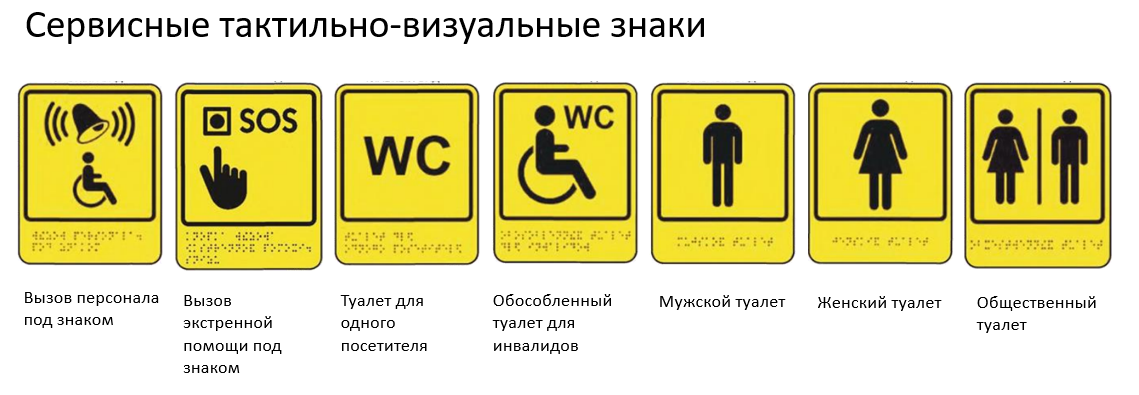 Сервисные тактильно-визуальные знаки
SOS
WC
WC
Вызов персонала
под знаком
Вызов
экстренной
помощи под
знаком
Туалет для
одного
посетителя
Обособленный
туалет для
инвалидов
Мужской туалет
Женский туалет
Общественный
туалет